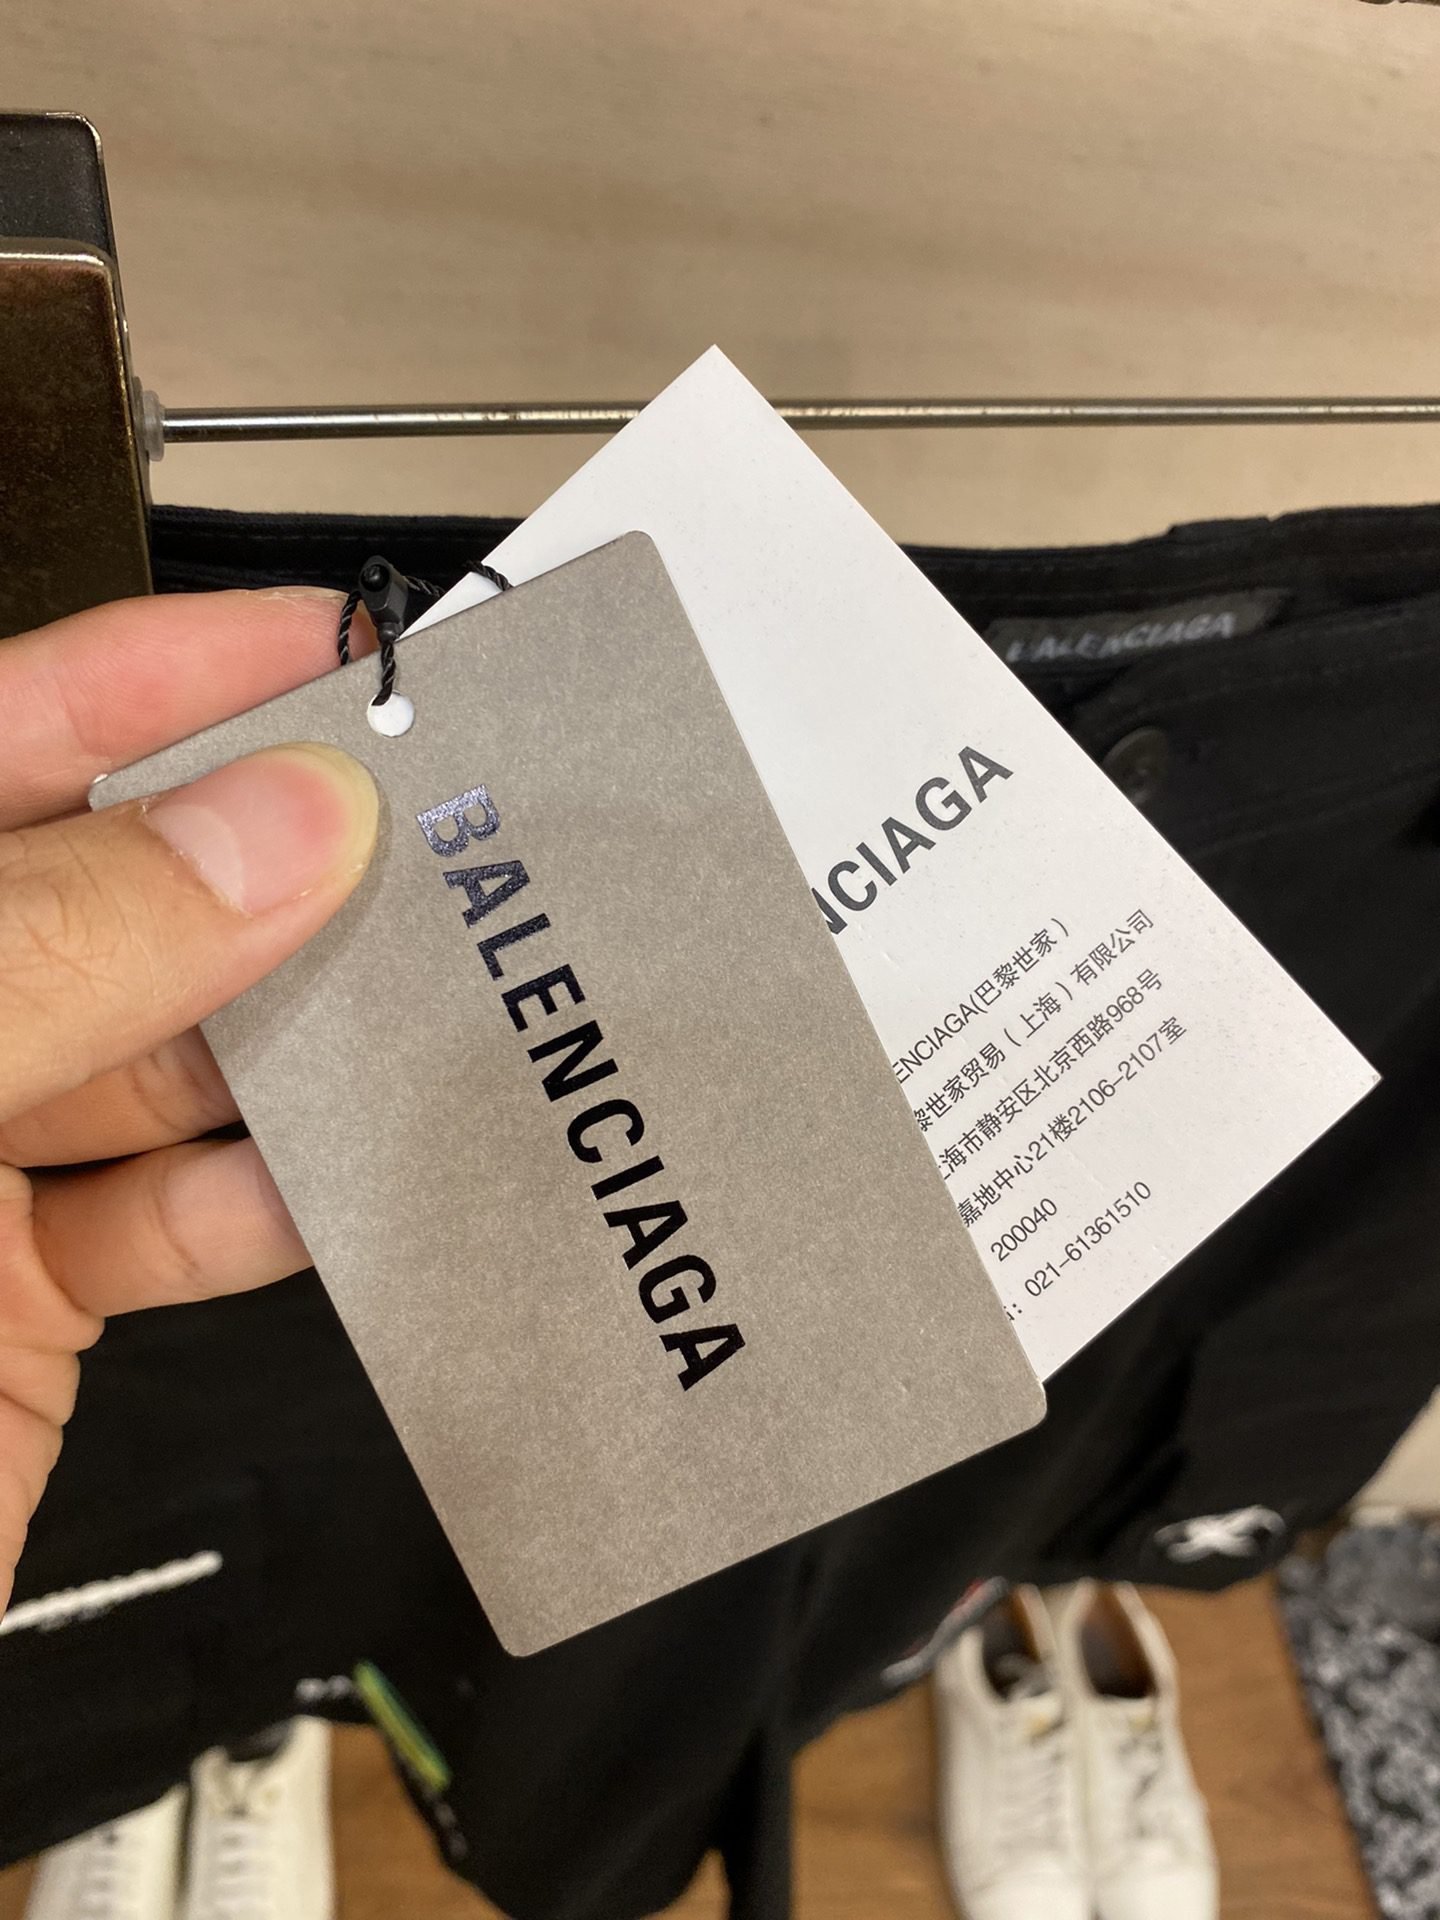 BALENCIAGA
NCIAGA
ENCIAGA(巴黎世家)
黎世家贸易(上海)有限公司
海市静安区北京西路968号
嘉地中心21楼2106-2107室
200040
: 021-61361510
BALENCIAGA